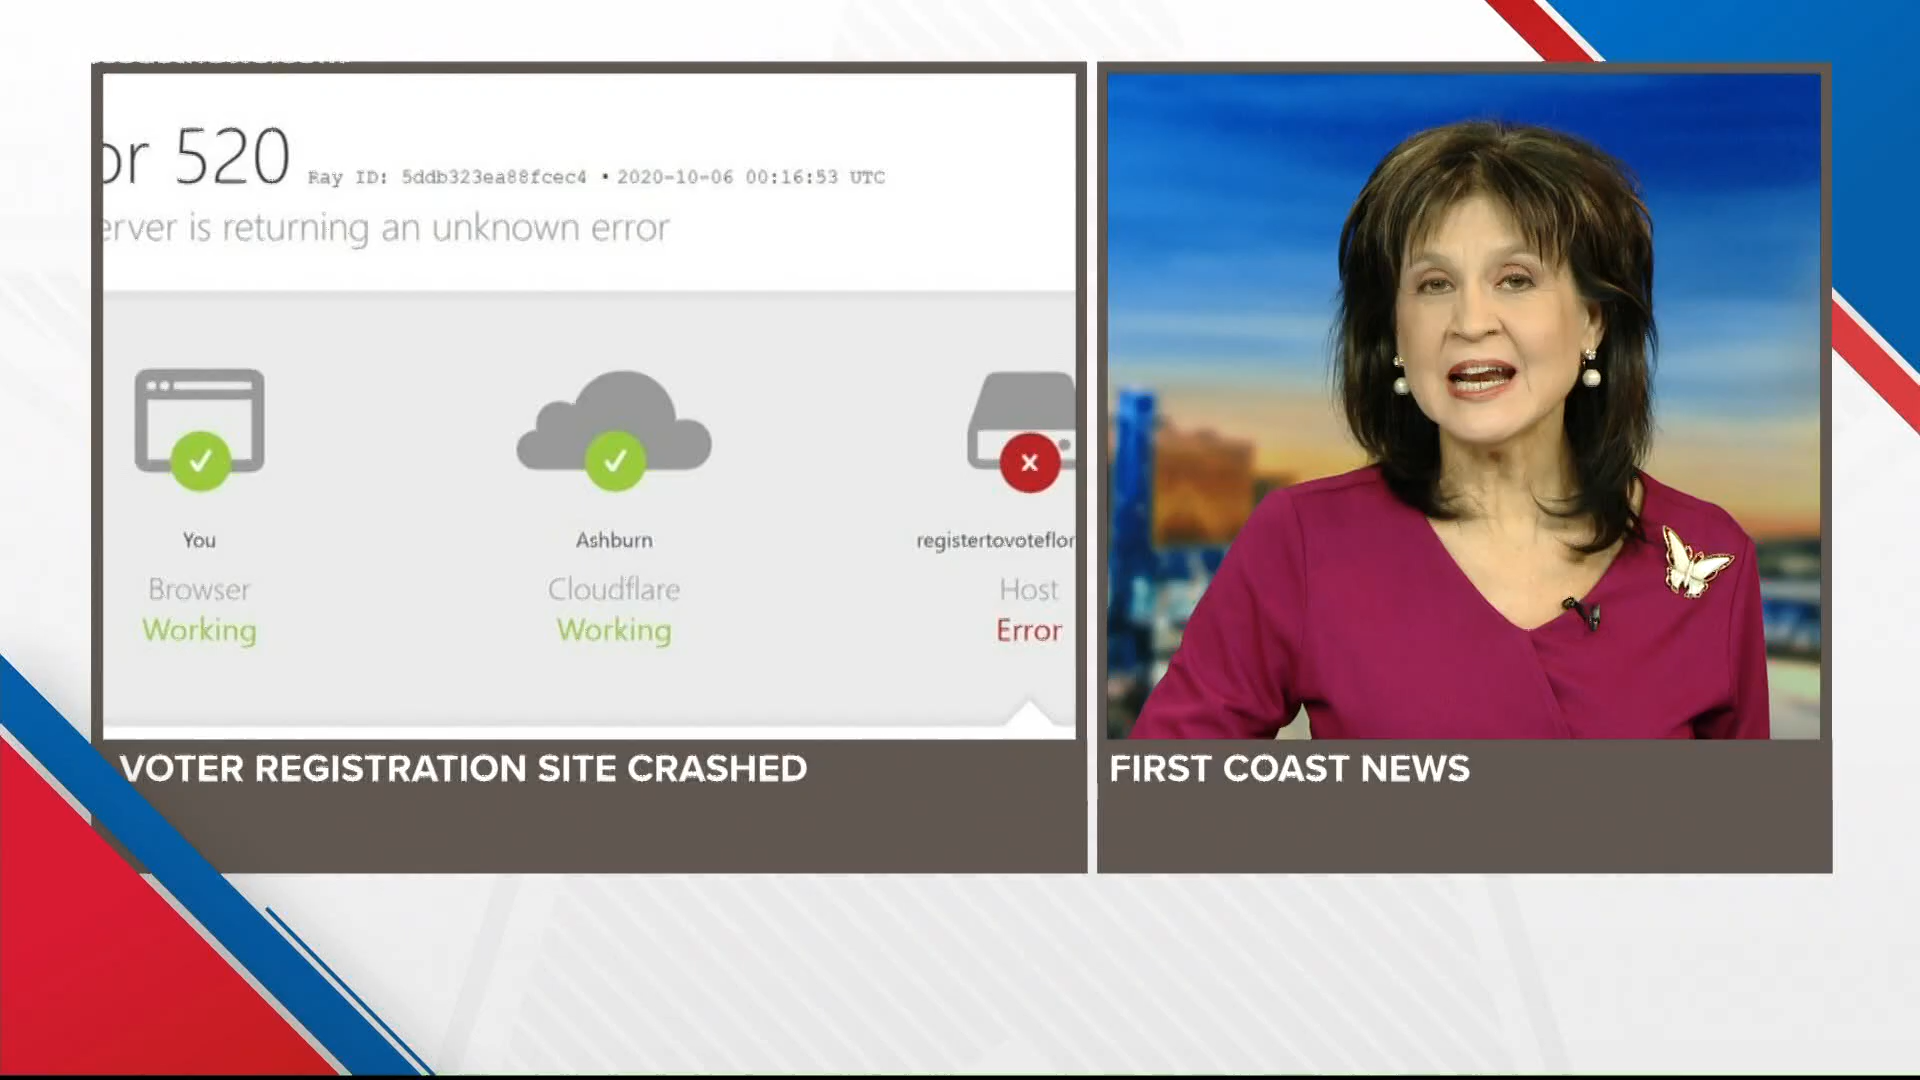 or 520 Ray ID: 5ddb323ea88fcec4 • 2020-10-06 00:16:53 UTC
erver is returning an unknown error
You
Browser
Working
Ashburn
Cloudflare
Working
registertovoteflor
Host
Error
VOTER REGISTRATION SITE CRASHED
FIRST COAST NEWS